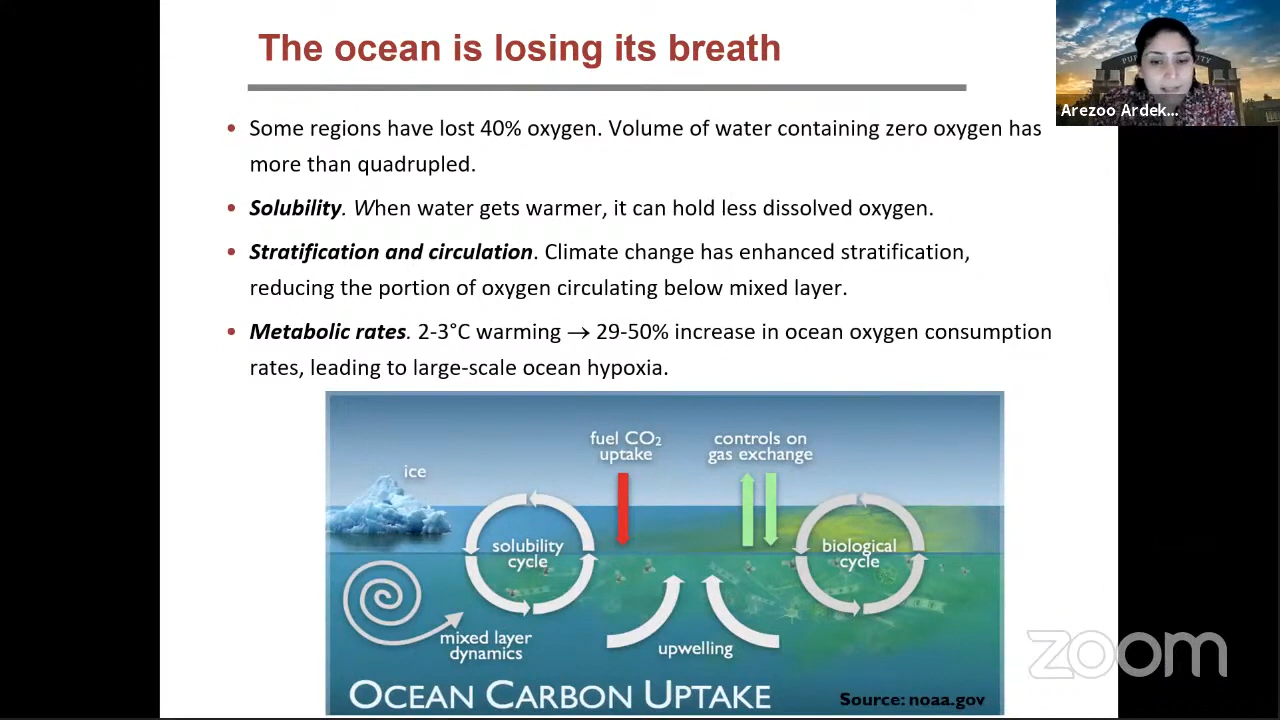 The ocean is losing its breath
Arezoo Ardek...
• Some regions have lost 40% oxygen. Volume of water containing zero oxygen has
more than quadrupled.
• Solubility. When water gets warmer, it can hold less dissolved oxygen.
• Stratification and circulation. Climate change has enhanced stratification,
reducing the portion of oxygen circulating below mixed layer.
• Metabolic rates. 2-3°C warming → 29-50% increase in ocean oxygen consumption
rates, leading to large-scale ocean hypoxia.
fuel CO₂
uptake
controls on
gas exchange
ice
solubility
cycle
biological
cycle
mixed layer
dynamics
upwelling
OCEAN CARBON UPTAKE
Source: noaa.gov
zoom